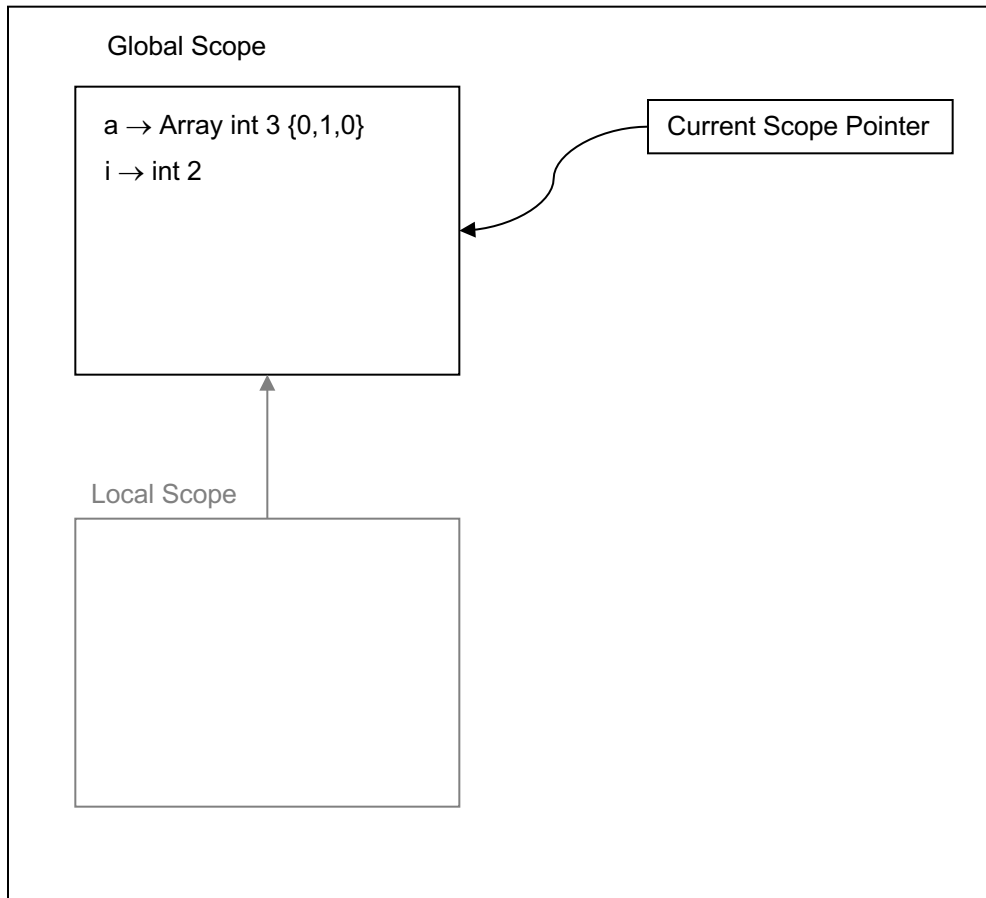 Global Scope
a → Array int 3 {0,1,0}
i → int 2
Current Scope Pointer
Local Scope